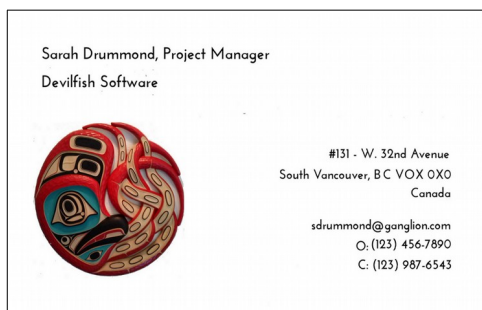 Sarah Drummond, Project Manager
Devilfish Software
#131 - W. 32nd Avenue
South Vancouver, BC VOX 0X0
Canada
sdrummond@ganglion.com
O: (123) 456-7890
C: (123) 987-6543